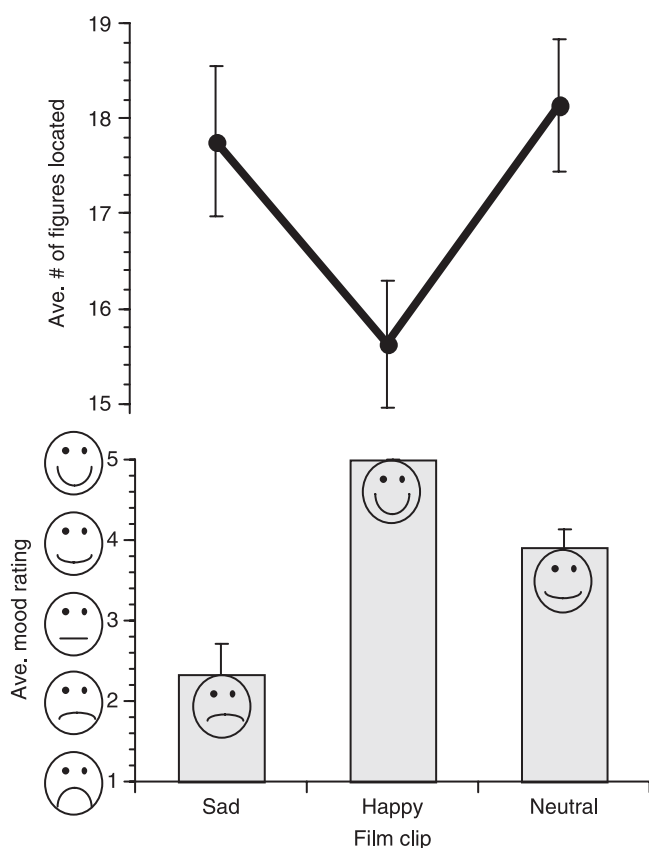 19
18
17
16
15
Ave. # of figures located
5
4
3
2
1
Ave. mood rating
Sad Happy Neutral
Film clip